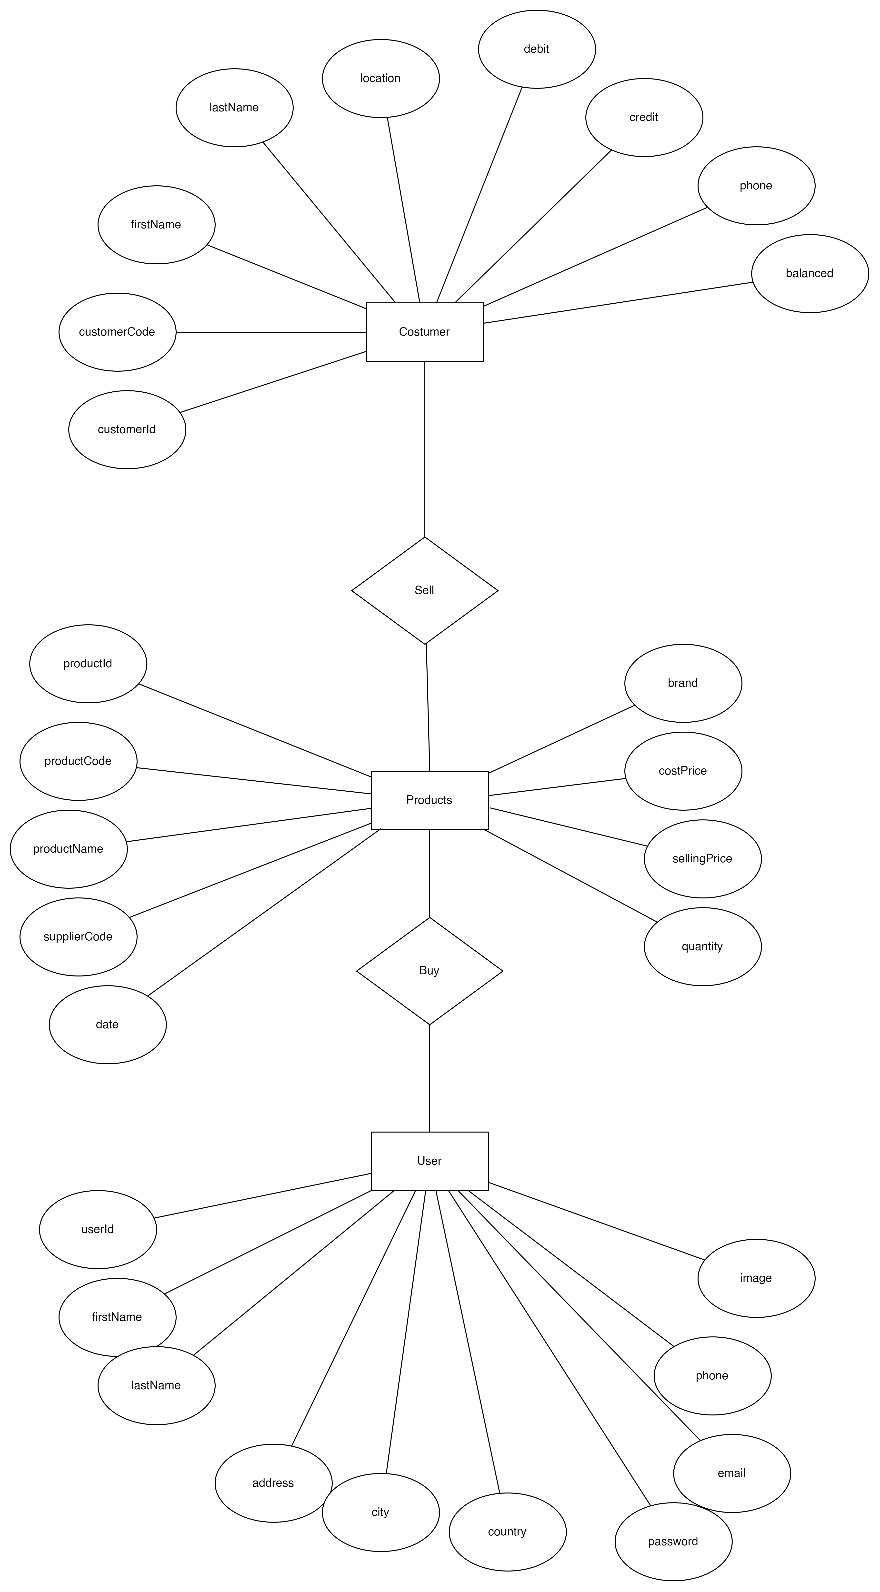 debit
location
lastName
credit
phone
firstName
balanced
customerCode
Costumer
customerId
Sell
productId
brand
productCode
costPrice
Products
productName
sellingPrice
supplierCode
quantity
Buy
date
User
userId
image
firstName
phone
lastName
email
address
city
country
password